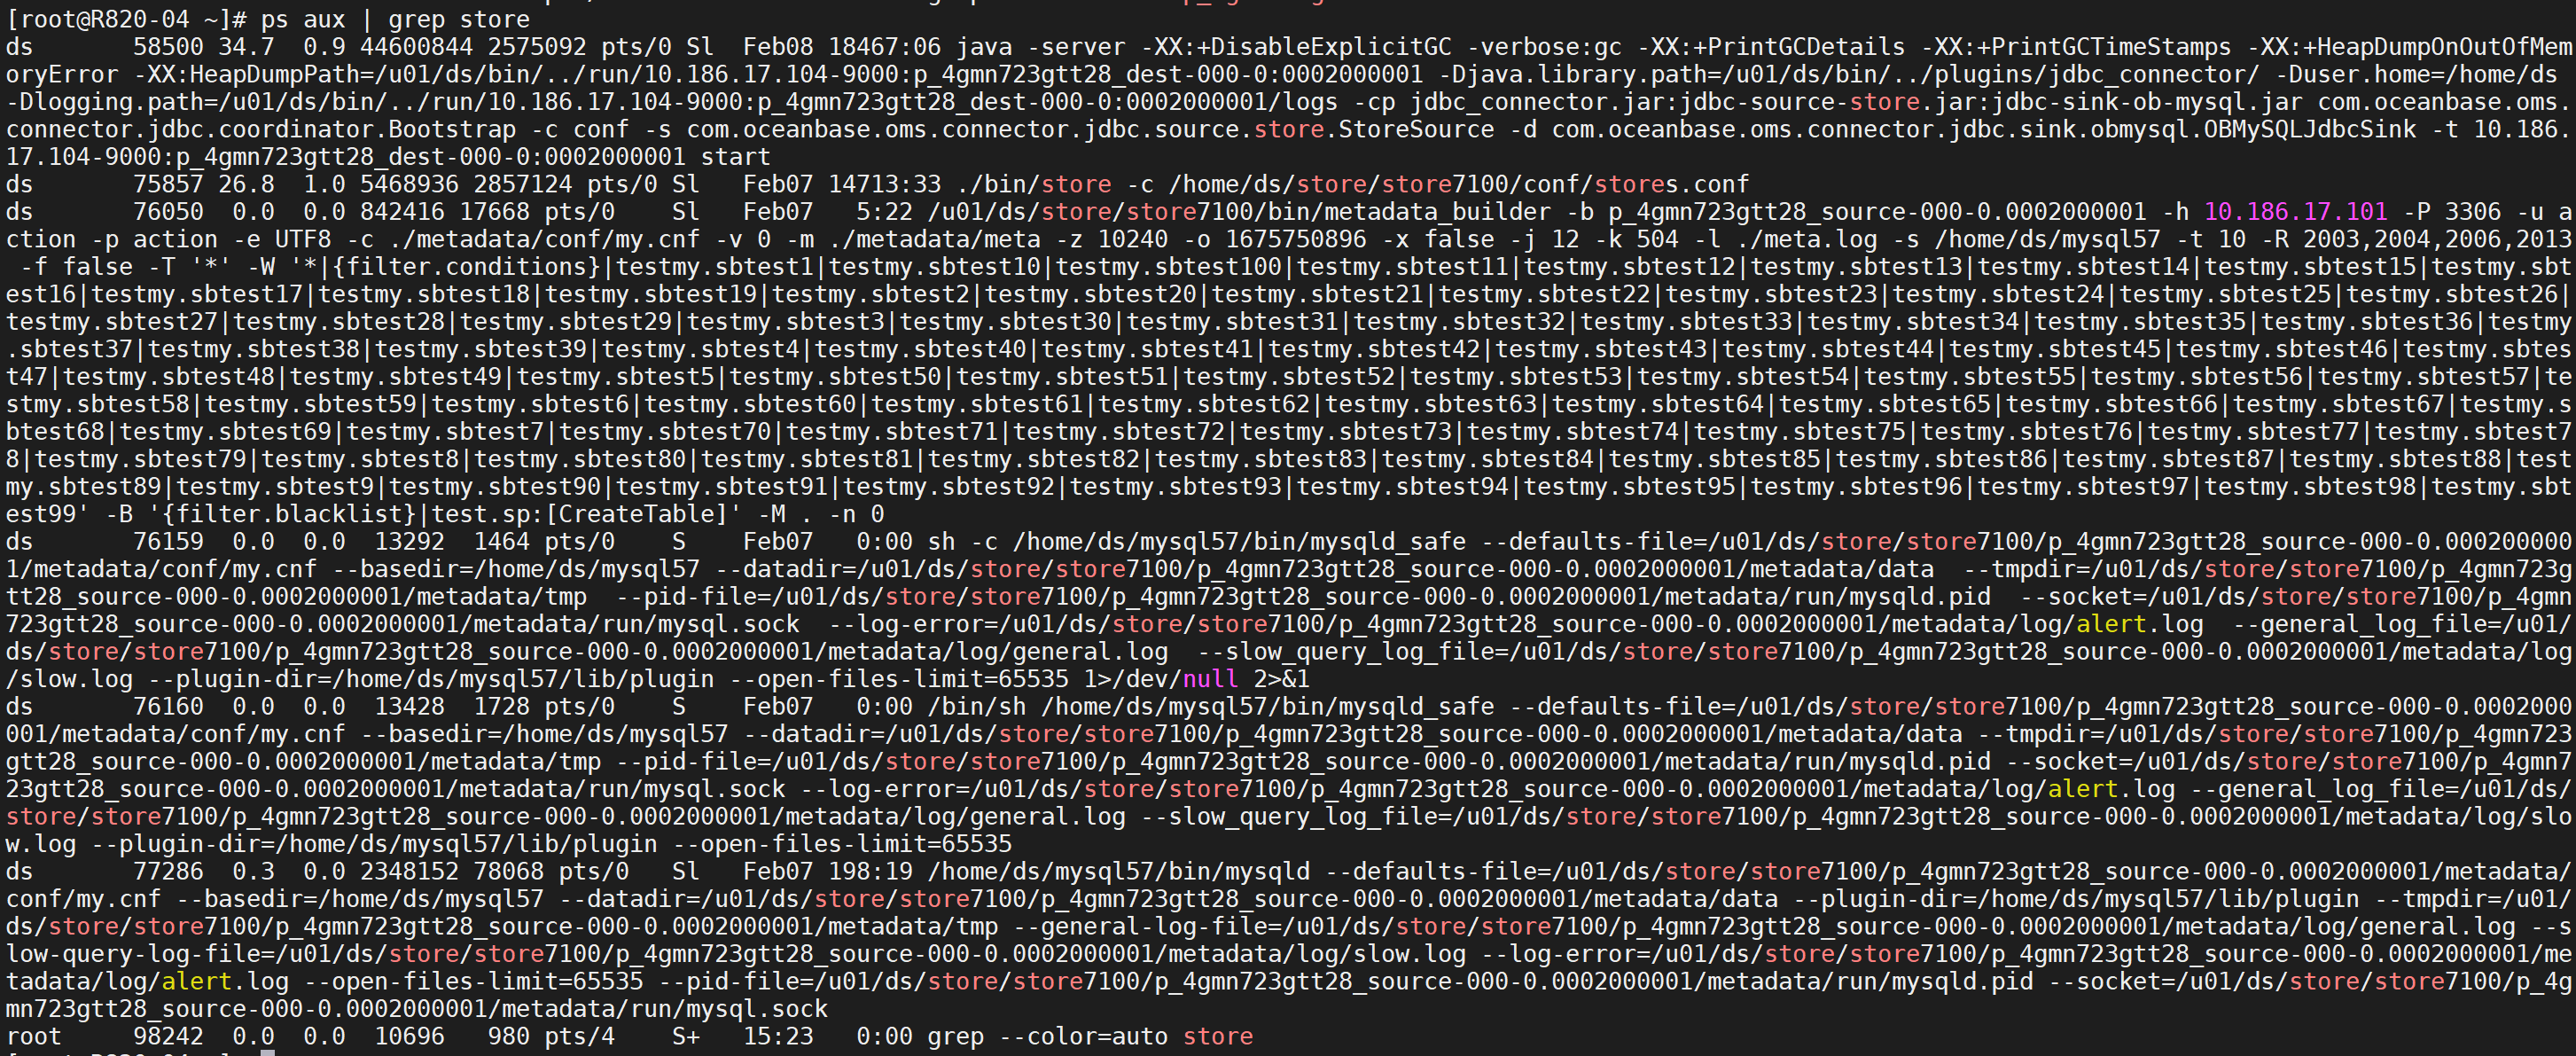 [root@R820-04 ~]# ps aux | grep store
ds       58500 34.7  0.9 44600844 2575092 pts/0 Sl  Feb08 18467:06 java -server -XX:+DisableExplicitGC -verbose:gc -XX:+PrintGCDetails -XX:+PrintGCTimeStamps -XX:+HeapDumpOnOutOfMem
oryError -XX:HeapDumpPath=/u01/ds/bin/../run/10.186.17.104-9000:p_4gmn723gtt28_dest-000-0:0002000001 -Djava.library.path=/u01/ds/bin/../plugins/jdbc_connector/ -Duser.home=/home/ds
-Dlogging.path=/u01/ds/bin/../run/10.186.17.104-9000:p_4gmn723gtt28_dest-000-0:0002000001/logs -cp jdbc_connector.jar:jdbc-source-store.jar:jdbc-sink-ob-mysql.jar com.oceanbase.oms.
connector.jdbc.coordinator.Bootstrap -c conf -s com.oceanbase.oms.connector.jdbc.source.store.StoreSource -d com.oceanbase.oms.connector.jdbc.sink.obmysql.OBMySQLJdbcSink -t 10.186.
17.104-9000:p_4gmn723gtt28_dest-000-0:0002000001 start
ds       75857 26.8  1.0 5468936 2857124 pts/0 Sl   Feb07 14713:33 ./bin/store -c /home/ds/store/store7100/conf/stores.conf
ds       76050  0.0  0.0 842416 17668 pts/0    Sl   Feb07   5:22 /u01/ds/store/store7100/bin/metadata_builder -b p_4gmn723gtt28_source-000-0.0002000001 -h 10.186.17.101 -P 3306 -u a
ction -p action -e UTF8 -c ./metadata/conf/my.cnf -v 0 -m ./metadata/meta -z 10240 -o 1675750896 -x false -j 12 -k 504 -l ./meta.log -s /home/ds/mysql57 -t 10 -R 2003,2004,2006,2013
 -f false -T '*' -W '*|{filter.conditions}|testmy.sbtest1|testmy.sbtest10|testmy.sbtest100|testmy.sbtest11|testmy.sbtest12|testmy.sbtest13|testmy.sbtest14|testmy.sbtest15|testmy.sbt
est16|testmy.sbtest17|testmy.sbtest18|testmy.sbtest19|testmy.sbtest2|testmy.sbtest20|testmy.sbtest21|testmy.sbtest22|testmy.sbtest23|testmy.sbtest24|testmy.sbtest25|testmy.sbtest26|
testmy.sbtest27|testmy.sbtest28|testmy.sbtest29|testmy.sbtest3|testmy.sbtest30|testmy.sbtest31|testmy.sbtest32|testmy.sbtest33|testmy.sbtest34|testmy.sbtest35|testmy.sbtest36|testmy
.sbtest37|testmy.sbtest38|testmy.sbtest39|testmy.sbtest4|testmy.sbtest40|testmy.sbtest41|testmy.sbtest42|testmy.sbtest43|testmy.sbtest44|testmy.sbtest45|testmy.sbtest46|testmy.sbtes
t47|testmy.sbtest48|testmy.sbtest49|testmy.sbtest5|testmy.sbtest50|testmy.sbtest51|testmy.sbtest52|testmy.sbtest53|testmy.sbtest54|testmy.sbtest55|testmy.sbtest56|testmy.sbtest57|te
stmy.sbtest58|testmy.sbtest59|testmy.sbtest6|testmy.sbtest60|testmy.sbtest61|testmy.sbtest62|testmy.sbtest63|testmy.sbtest64|testmy.sbtest65|testmy.sbtest66|testmy.sbtest67|testmy.s
btest68|testmy.sbtest69|testmy.sbtest7|testmy.sbtest70|testmy.sbtest71|testmy.sbtest72|testmy.sbtest73|testmy.sbtest74|testmy.sbtest75|testmy.sbtest76|testmy.sbtest77|testmy.sbtest7
8|testmy.sbtest79|testmy.sbtest8|testmy.sbtest80|testmy.sbtest81|testmy.sbtest82|testmy.sbtest83|testmy.sbtest84|testmy.sbtest85|testmy.sbtest86|testmy.sbtest87|testmy.sbtest88|test
my.sbtest89|testmy.sbtest9|testmy.sbtest90|testmy.sbtest91|testmy.sbtest92|testmy.sbtest93|testmy.sbtest94|testmy.sbtest95|testmy.sbtest96|testmy.sbtest97|testmy.sbtest98|testmy.sbt
est99' -B '{filter.blacklist}|test.sp:[CreateTable]' -M . -n 0
ds       76159  0.0  0.0  13292  1464 pts/0    S    Feb07   0:00 sh -c /home/ds/mysql57/bin/mysqld_safe --defaults-file=/u01/ds/store/store7100/p_4gmn723gtt28_source-000-0.000200000
1/metadata/conf/my.cnf --basedir=/home/ds/mysql57 --datadir=/u01/ds/store/store7100/p_4gmn723gtt28_source-000-0.0002000001/metadata/data  --tmpdir=/u01/ds/store/store7100/p_4gmn723g
tt28_source-000-0.0002000001/metadata/tmp  --pid-file=/u01/ds/store/store7100/p_4gmn723gtt28_source-000-0.0002000001/metadata/run/mysqld.pid  --socket=/u01/ds/store/store7100/p_4gmn
723gtt28_source-000-0.0002000001/metadata/run/mysql.sock  --log-error=/u01/ds/store/store7100/p_4gmn723gtt28_source-000-0.0002000001/metadata/log/alert.log  --general_log_file=/u01/
ds/store/store7100/p_4gmn723gtt28_source-000-0.0002000001/metadata/log/general.log  --slow_query_log_file=/u01/ds/store/store7100/p_4gmn723gtt28_source-000-0.0002000001/metadata/log
/slow.log --plugin-dir=/home/ds/mysql57/lib/plugin --open-files-limit=65535 1>/dev/null 2>&1
ds       76160  0.0  0.0  13428  1728 pts/0    S    Feb07   0:00 /bin/sh /home/ds/mysql57/bin/mysqld_safe --defaults-file=/u01/ds/store/store7100/p_4gmn723gtt28_source-000-0.0002000
001/metadata/conf/my.cnf --basedir=/home/ds/mysql57 --datadir=/u01/ds/store/store7100/p_4gmn723gtt28_source-000-0.0002000001/metadata/data --tmpdir=/u01/ds/store/store7100/p_4gmn723
gtt28_source-000-0.0002000001/metadata/tmp --pid-file=/u01/ds/store/store7100/p_4gmn723gtt28_source-000-0.0002000001/metadata/run/mysqld.pid --socket=/u01/ds/store/store7100/p_4gmn7
23gtt28_source-000-0.0002000001/metadata/run/mysql.sock --log-error=/u01/ds/store/store7100/p_4gmn723gtt28_source-000-0.0002000001/metadata/log/alert.log --general_log_file=/u01/ds/
store/store7100/p_4gmn723gtt28_source-000-0.0002000001/metadata/log/general.log --slow_query_log_file=/u01/ds/store/store7100/p_4gmn723gtt28_source-000-0.0002000001/metadata/log/slo
w.log --plugin-dir=/home/ds/mysql57/lib/plugin --open-files-limit=65535
ds       77286  0.3  0.0 2348152 78068 pts/0   Sl   Feb07 198:19 /home/ds/mysql57/bin/mysqld --defaults-file=/u01/ds/store/store7100/p_4gmn723gtt28_source-000-0.0002000001/metadata/
conf/my.cnf --basedir=/home/ds/mysql57 --datadir=/u01/ds/store/store7100/p_4gmn723gtt28_source-000-0.0002000001/metadata/data --plugin-dir=/home/ds/mysql57/lib/plugin --tmpdir=/u01/
ds/store/store7100/p_4gmn723gtt28_source-000-0.0002000001/metadata/tmp --general-log-file=/u01/ds/store/store7100/p_4gmn723gtt28_source-000-0.0002000001/metadata/log/general.log --s
low-query-log-file=/u01/ds/store/store7100/p_4gmn723gtt28_source-000-0.0002000001/metadata/log/slow.log --log-error=/u01/ds/store/store7100/p_4gmn723gtt28_source-000-0.0002000001/me
tadata/log/alert.log --open-files-limit=65535 --pid-file=/u01/ds/store/store7100/p_4gmn723gtt28_source-000-0.0002000001/metadata/run/mysqld.pid --socket=/u01/ds/store/store7100/p_4g
mn723gtt28_source-000-0.0002000001/metadata/run/mysql.sock
root     98242  0.0  0.0  10696   980 pts/4    S+   15:23   0:00 grep --color=auto store